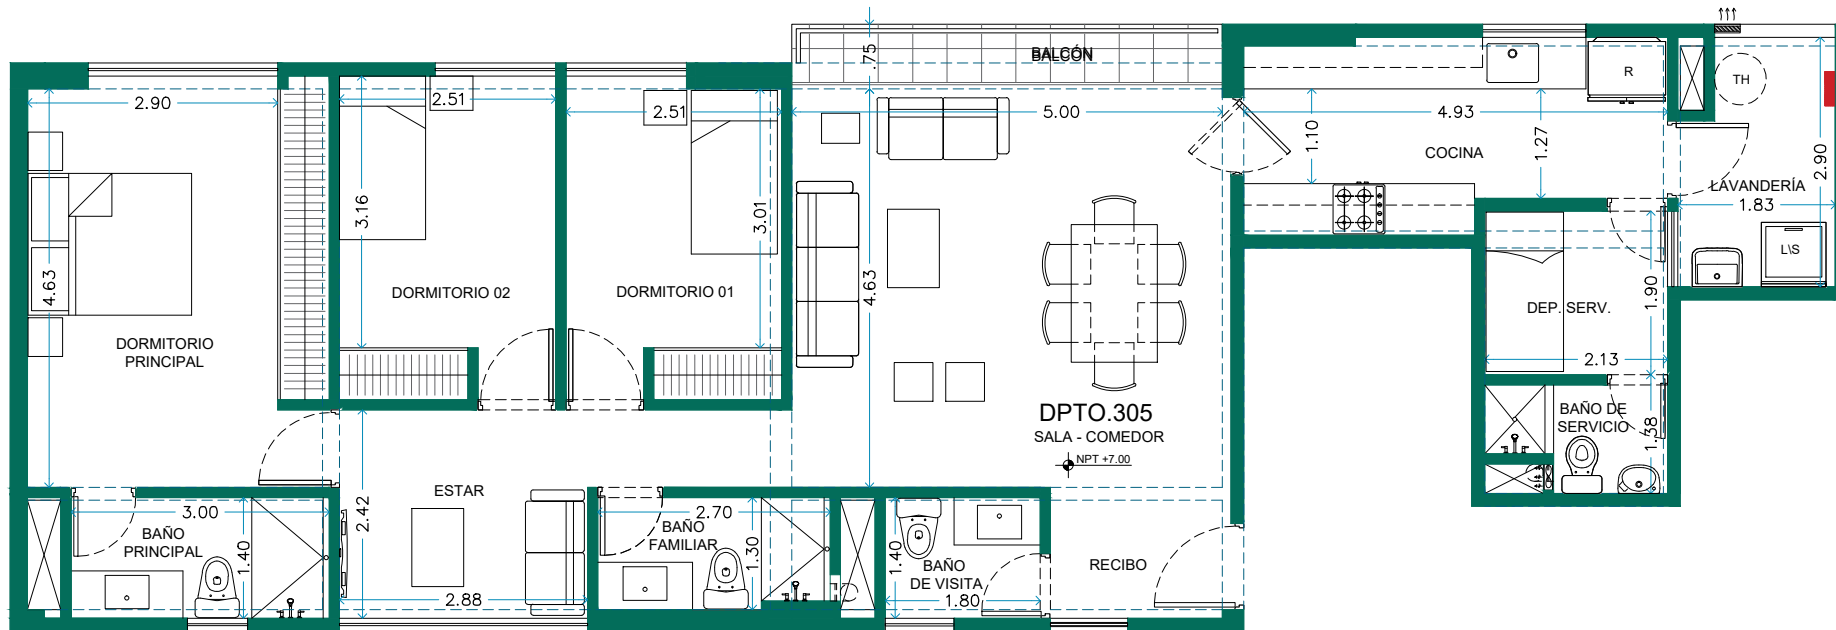 BALCÓN
.75
2.90
2.51
2.51
5.00
4.93
R
TH
1.10
1.27
COCINA
2.90
LAVANDERÍA
1.83
3.16
3.01
4.63
4.63
L\S
DORMITORIO 02
DORMITORIO 01
DORMITORIO
PRINCIPAL
DEP. SERV.
1.90
2.13
DPTO.305
SALA - COMEDOR
NPT +7.00
BAÑO DE
SERVICIO
1.38
ESTAR
2.42
3.00
BAÑO
PRINCIPAL
1.40
2.70
BAÑO
FAMILIAR
1.30
1.40
BAÑO
DE VISITA
1.80
RECIBO
2.88